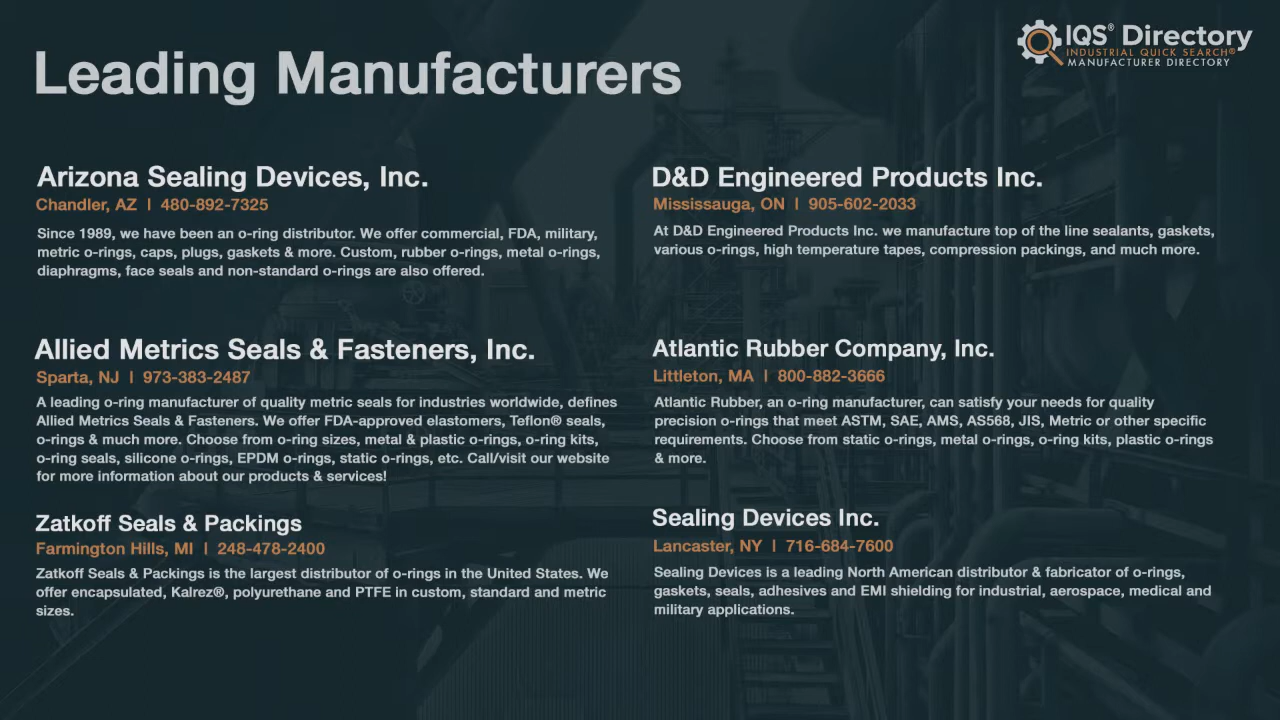 IQS® Directory
INDUSTRIAL QUICK SEARCH®
MANUFACTURER DIRECTORY
Leading Manufacturers
Arizona Sealing Devices, Inc.
Chandler, AZ | 480-892-7325
Since 1989, we have been an o-ring distributor. We offer commercial, FDA, military,
metric o-rings, caps, plugs, gaskets & more. Custom, rubber o-rings, metal o-rings,
diaphragms, face seals and non-standard o-rings are also offered.
D&D Engineered Products Inc.
Mississauga, ON | 905-602-2033
At D&D Engineered Products Inc. we manufacture top of the line sealants, gaskets,
various o-rings, high temperature tapes, compression packings, and much more.
Allied Metrics Seals & Fasteners, Inc.
Sparta, NJ | 973-383-2487
A leading o-ring manufacturer of quality metric seals for industries worldwide, defines
Allied Metrics Seals & Fasteners. We offer FDA-approved elastomers, Teflon® seals,
o-rings & much more. Choose from o-ring sizes, metal & plastic o-rings, o-ring kits,
o-ring seals, silicone o-rings, EPDM o-rings, static o-rings, etc. Call/visit our website
for more information about our products & services!
Atlantic Rubber Company, Inc.
Littleton, MA | 800-882-3666
Atlantic Rubber, an o-ring manufacturer, can satisfy your needs for quality
precision o-rings that meet ASTM, SAE, AMS, AS568, JIS, Metric or other specific
requirements. Choose from static o-rings, metal o-rings, o-ring kits, plastic o-rings
& more.
Zatkoff Seals & Packings
Farmington Hills, MI | 248-478-2400
Zatkoff Seals & Packings is the largest distributor of o-rings in the United States. We
offer encapsulated, Kalrez®, polyurethane and PTFE in custom, standard and metric
sizes.
Sealing Devices Inc.
Lancaster, NY | 716-684-7600
Sealing Devices is a leading North American distributor & fabricator of o-rings,
gaskets, seals, adhesives and EMI shielding for industrial, aerospace, medical and
military applications.